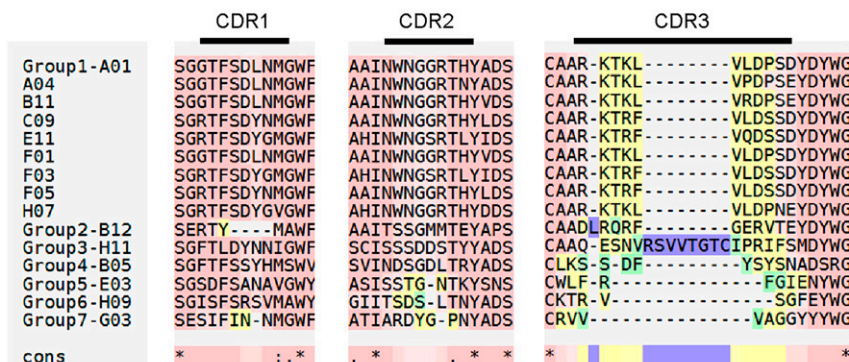 CDR1 CDR2 CDR3
Group1-A01 SGGTFSDLNMGWF AAINWNGGRTHYADS CAAR-KTKL--------VLDPSDYDYWG
A04 SGGTFSDLNMGWF AAINWNGGRTHYADS CAAR-KTKL--------VPDPSEYDYWG
B11 SGGTFSDLNMGWF AAINWNGGRTHYVDS CAAR-KTKL--------VRDPSEYDYWG
C09 SGRTFSDYNMGWF AAINWNGGRTHYLDS CAAR-KTRF--------VLDSSDYDYWG
E11 SGRTFSDYGMGWF AHINWNGGRTLYIDS CAAR-KTRF--------VQDSSDYDYWG
F01 SGGTFSDLNMGWF AAINWNGGRTHYVDS CAAR-KTKL--------VLDPSDYDYWG
F03 SGRTFSDYGMGWF AHINWNGSRTLYIDS CAAR-KTRF--------VLDSSDYDYWG
F05 SGRTFSDYNMGWF AAINWNGGRTHYLDS CAAR-KTRF--------VLDSSDYDYWG
H07 SGRTFSDYGVGWF AAINWNGGRTHYDDS CAAR-KTKL--------VLDPNEYDYWG
Group2-B12 SERTY----MAWF AAITSSGMMTEYAPS CAADLRQRF--------GERVTEYDYWG
Group3-H11 SGFTLDYNNIGWF SCISSSDDSTYYADS CAAQ-ESNVRSVVTGTCIPRIFSMDYWG
Group4-B05 SGFTFSSYHMSWV SVINDSGDLTRYADS CLKS-S-DF---------YSYSNADSRG
Group5-E03 SGSDFSANAVGWY ASISSTG-NTKYSNS CWLF-R--------------FGIENYWG
Group6-H09 SGISFSRSVMAWY GIITSDS-LTNYADS CKTR-V---------------SGFEYWG
Group7-G03 SESIFIN-NMGWF ATIARDYG-PNYADS CRVV---------------VAGGYYYWG
cons * :.* . * . * * * *